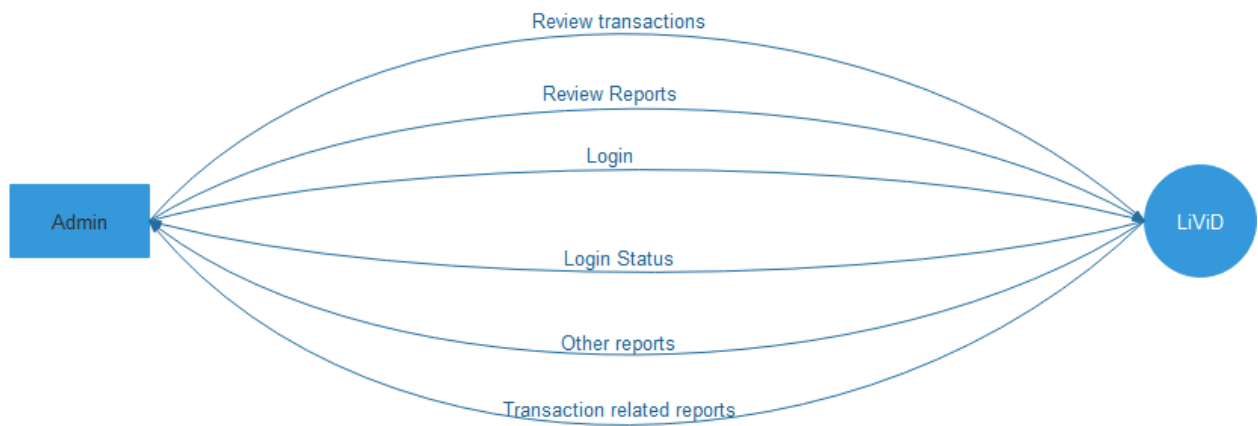 Review transactions
Review Reports
Login
Admin
LiViD
Login Status
Other reports
Transaction related reports